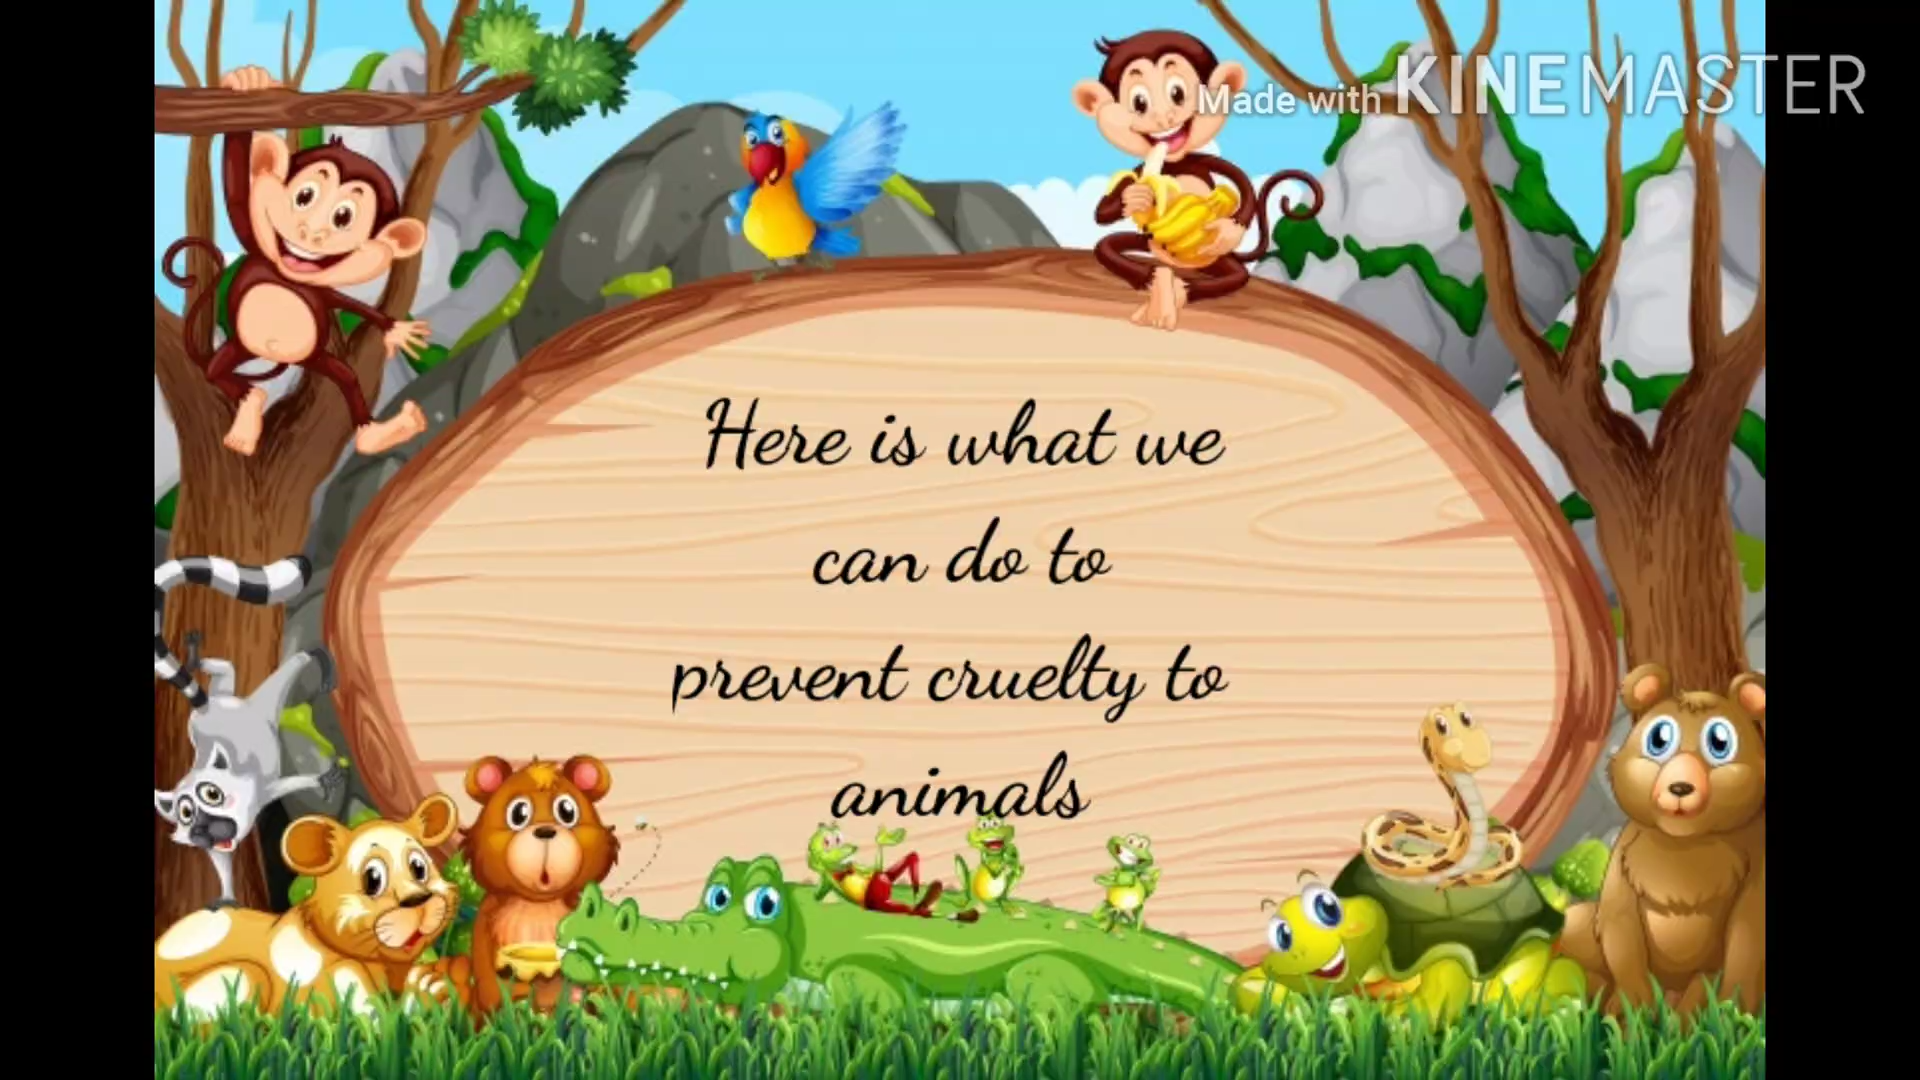 Made with KINEMASTER
Here is what we
can do to
prevent cruelty to
animals